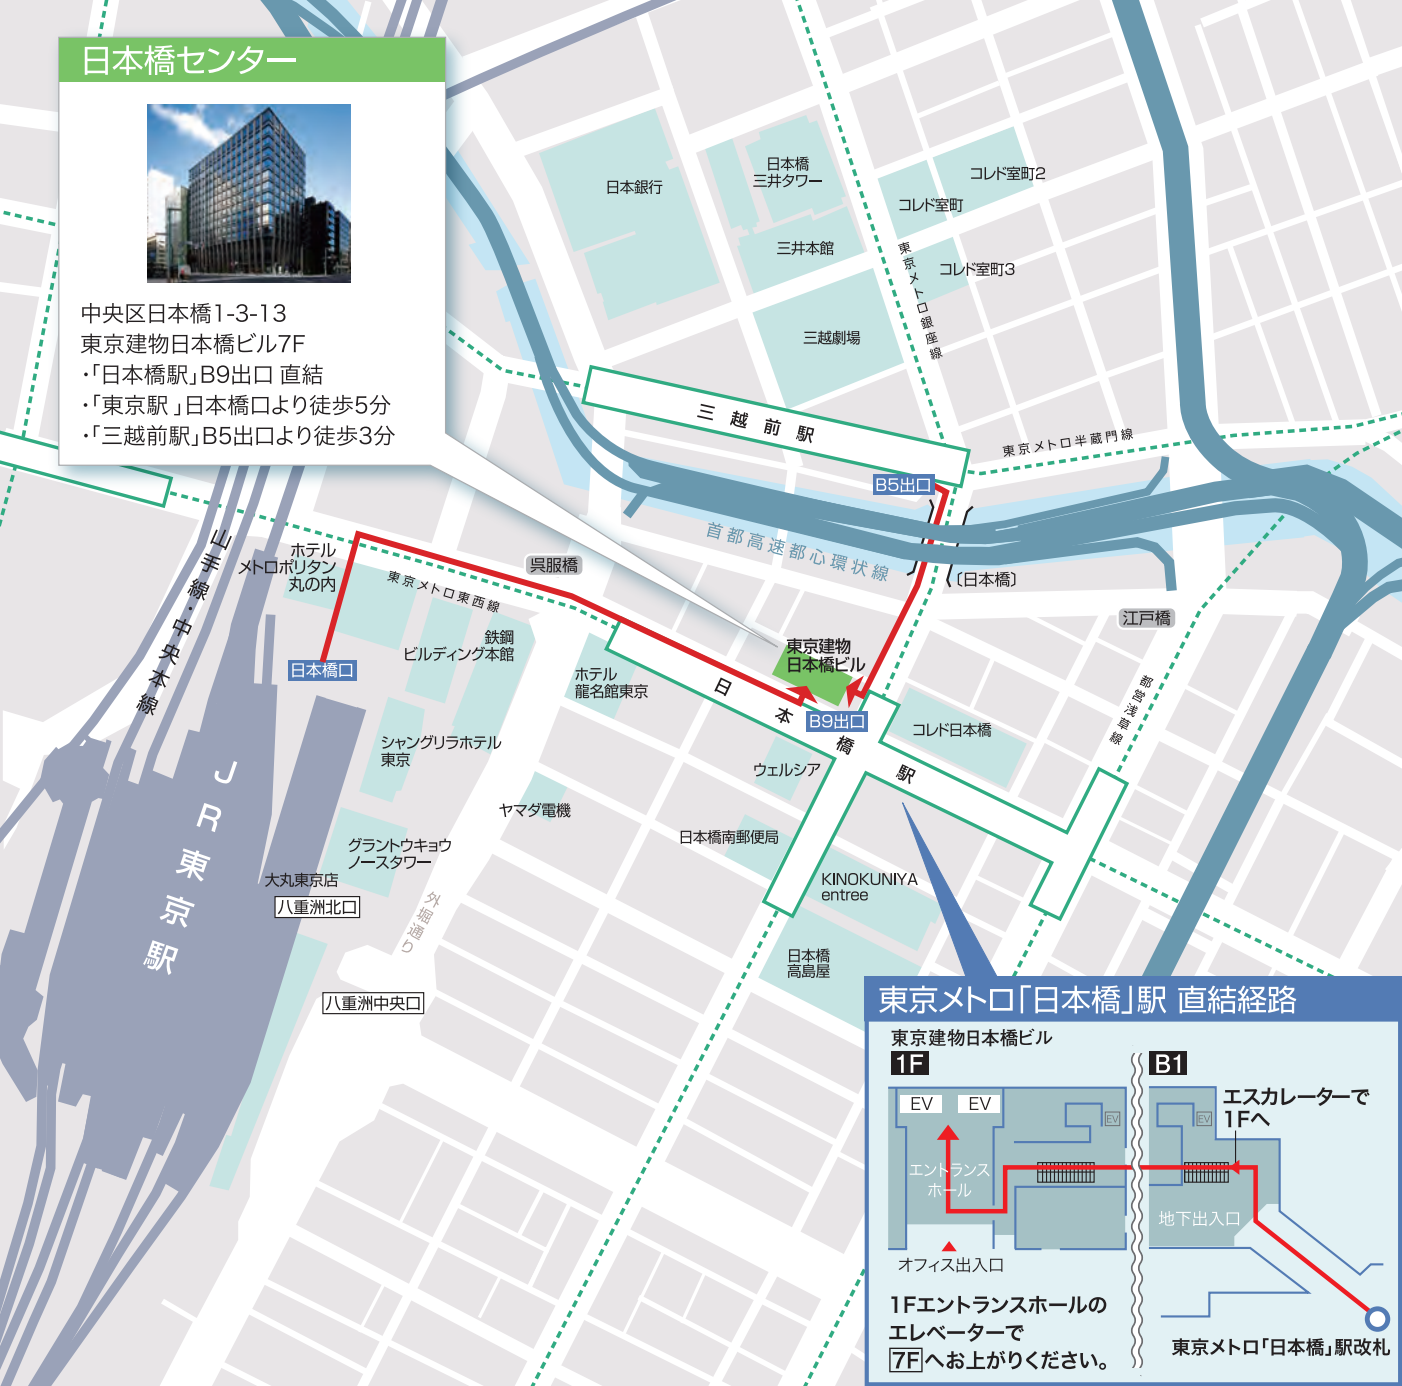 日本橋センター
中央区日本橋1-3-13
東京建物日本橋ビル7F
・「日本橋駅」B9出口 直結
・「東京駅」日本橋口より徒歩5分
・「三越前駅」B5出口より徒歩3分
日本銀行
日本橋
三井タワー
三井本館
三越劇場
コレド室町2
コレド室町
コレド室町3
東京メトロ銀座線
三越前駅
東京メトロ半蔵門線
B5出口
首都高速都心環状線
〔日本橋〕
江戸橋
呉服橋
山手線・中央本線
ホテル
メトロポリタン
丸の内
東京メトロ東西線
日本橋口
鉄鋼
ビルディング本館
ホテル
龍名館東京
東京建物
日本橋ビル
B9出口
日本橋駅
コレド日本橋
都営浅草線
シャングリラホテル
東京
ウェルシア
ヤマダ電機
日本橋南郵便局
グラントウキョウ
ノースタワー
大丸東京店
八重洲北口
KINOKUNIYA
entree
外堀通り
JR東京駅
八重洲中央口
日本橋
高島屋
東京メトロ「日本橋」駅 直結経路
東京建物日本橋ビル
1F
B1
EV
EV
EV
EV
エスカレーターで
1Fへ
エントランス
ホール
地下出入口
オフィス出入口
1Fエントランスホールの
エレベーターで
7Fへお上がりください。
東京メトロ「日本橋」駅改札